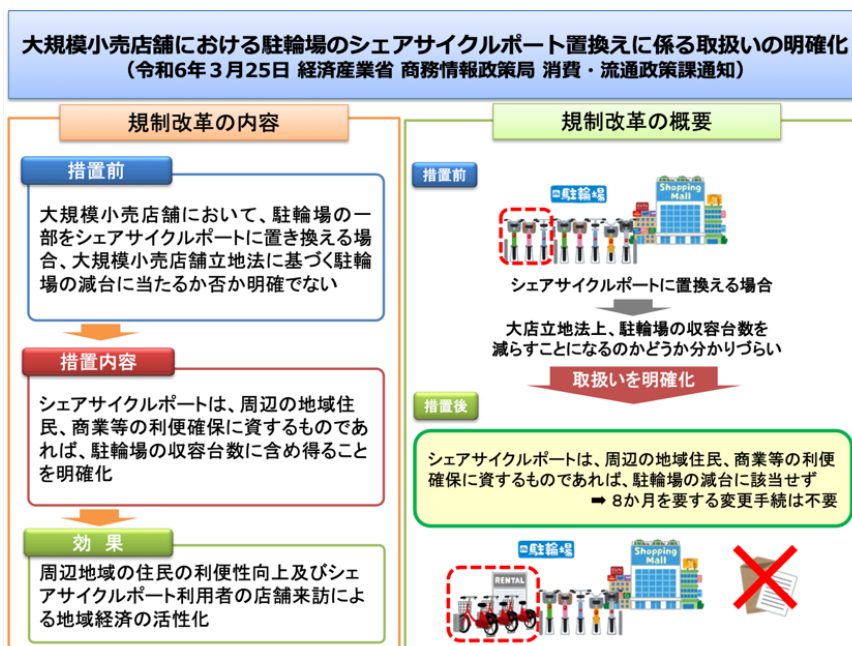 大規模小売店舗における駐輪場のシェアサイクルポート置換えに係る取扱いの明確化
（令和6年3月25日 経済産業省 商務情報政策局 消費・流通政策課通知）
規制改革の内容
措置前
大規模小売店舗において、駐輪場の一
部をシェアサイクルポートに置き換える場
合、大規模小売店舗立地法に基づく駐輪
場の減台に当たるか否か明確でない
措置内容
シェアサイクルポートは、周辺の地域住
民、商業等の利便確保に資するものであ
れば、駐輪場の収容台数に含め得ること
を明確化
効 果
周辺地域の住民の利便性向上及びシェ
アサイクルポート利用者の店舗来訪によ
る地域経済の活性化
規制改革の概要
措置前
駐輪場
Shopping
Mall
シェアサイクルポートに置換える場合
大店立地法上、駐輪場の収容台数を
減らすことになるのかどうか分かりづらい
取扱いを明確化
措置後
シェアサイクルポートは、周辺の地域住民、商業等の利便
確保に資するものであれば、駐輪場の減台に該当せず
➡ 8か月を要する変更手続は不要
駐輪場
RENTAL
Shopping
Mall